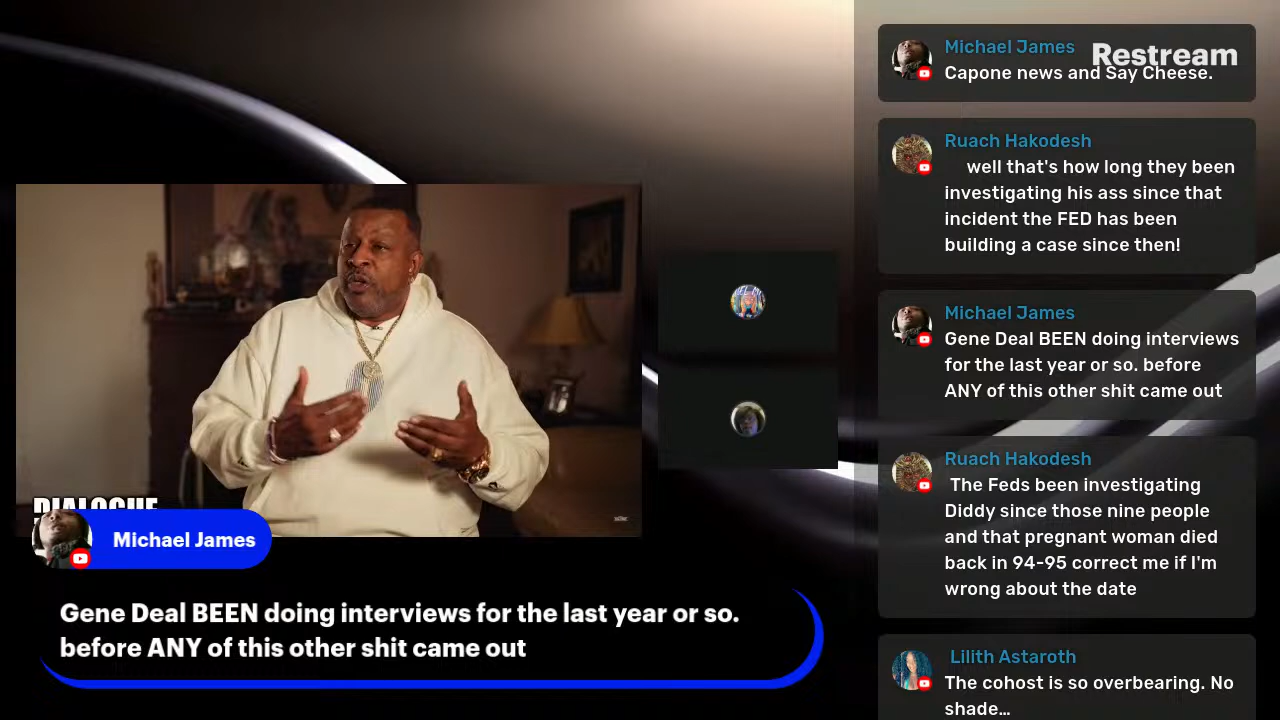 Restream
Michael James
Capone news and Say Cheese.
Ruach Hakodesh
well that's how long they been
investigating his ass since that
incident the FED has been
building a case since then!
Michael James
Gene Deal BEEN doing interviews
for the last year or so. before
ANY of this other shit came out
Ruach Hakodesh
The Feds been investigating
Diddy since those nine people
and that pregnant woman died
back in 94-95 correct me if I'm
wrong about the date
Lilith Astaroth
The cohost is so overbearing. No
shade…
DIALOGUE
Michael James
Gene Deal BEEN doing interviews for the last year or so.
before ANY of this other shit came out